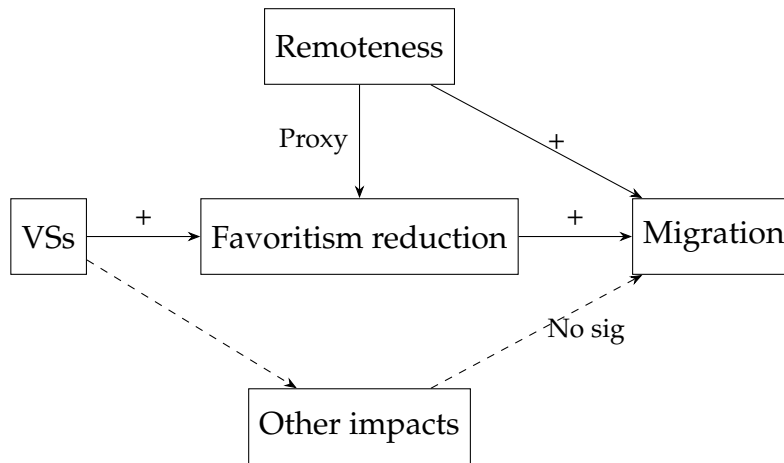 Remoteness
Proxy
+
VSs
+
Favoritism reduction
+
Migration
No sig
Other impacts